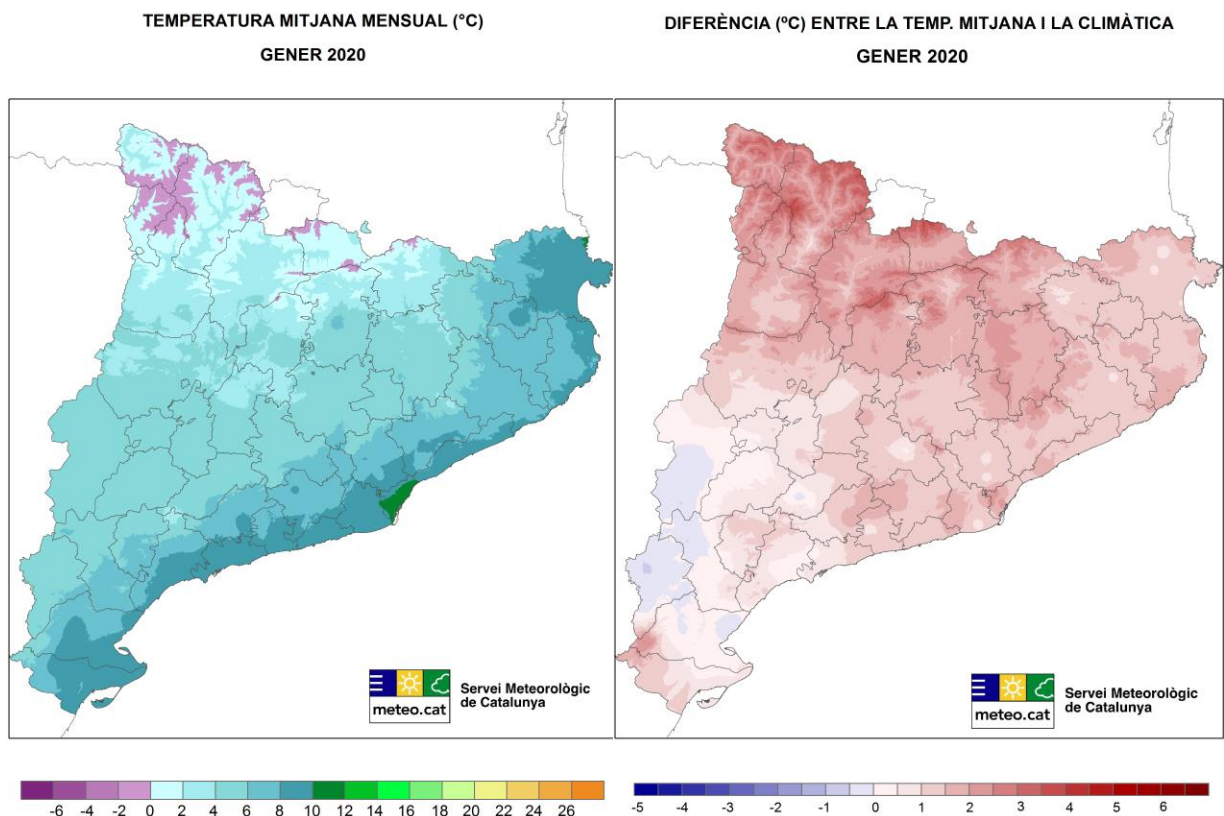 TEMPERATURA MITJANA MENSUAL (°C)
GENER 2020
DIFERÈNCIA (ºC) ENTRE LA TEMP. MITJANA I LA CLIMÀTICA
GENER 2020
meteo.cat
Servei Meteorològic
de Catalunya
meteo.cat
Servei Meteorològic
de Catalunya
-6 -4 -2 0 2 4 6 8 10 12 14 16 18 20 22 24 26
-5 -4 -3 -2 -1 0 1 2 3 4 5 6